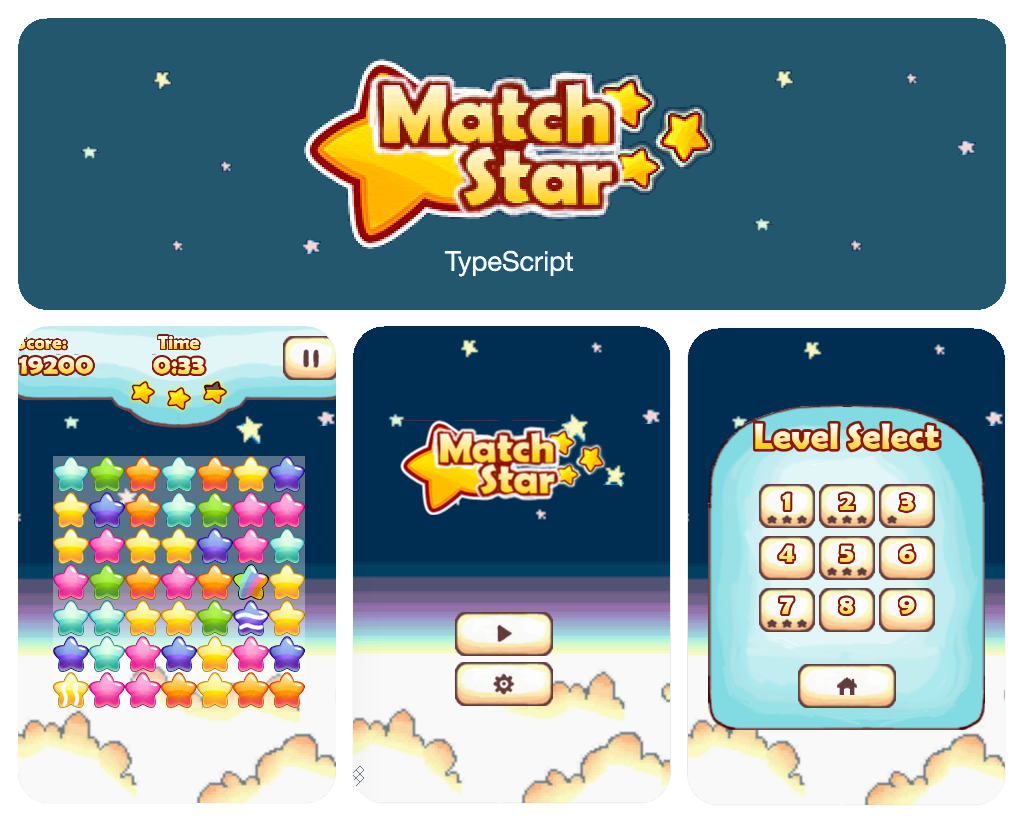 Match
Star
TypeScript
Score:
Time
19200
0:33
Match
Star
Level Select
1 2 3
4 5 6
7 8 9